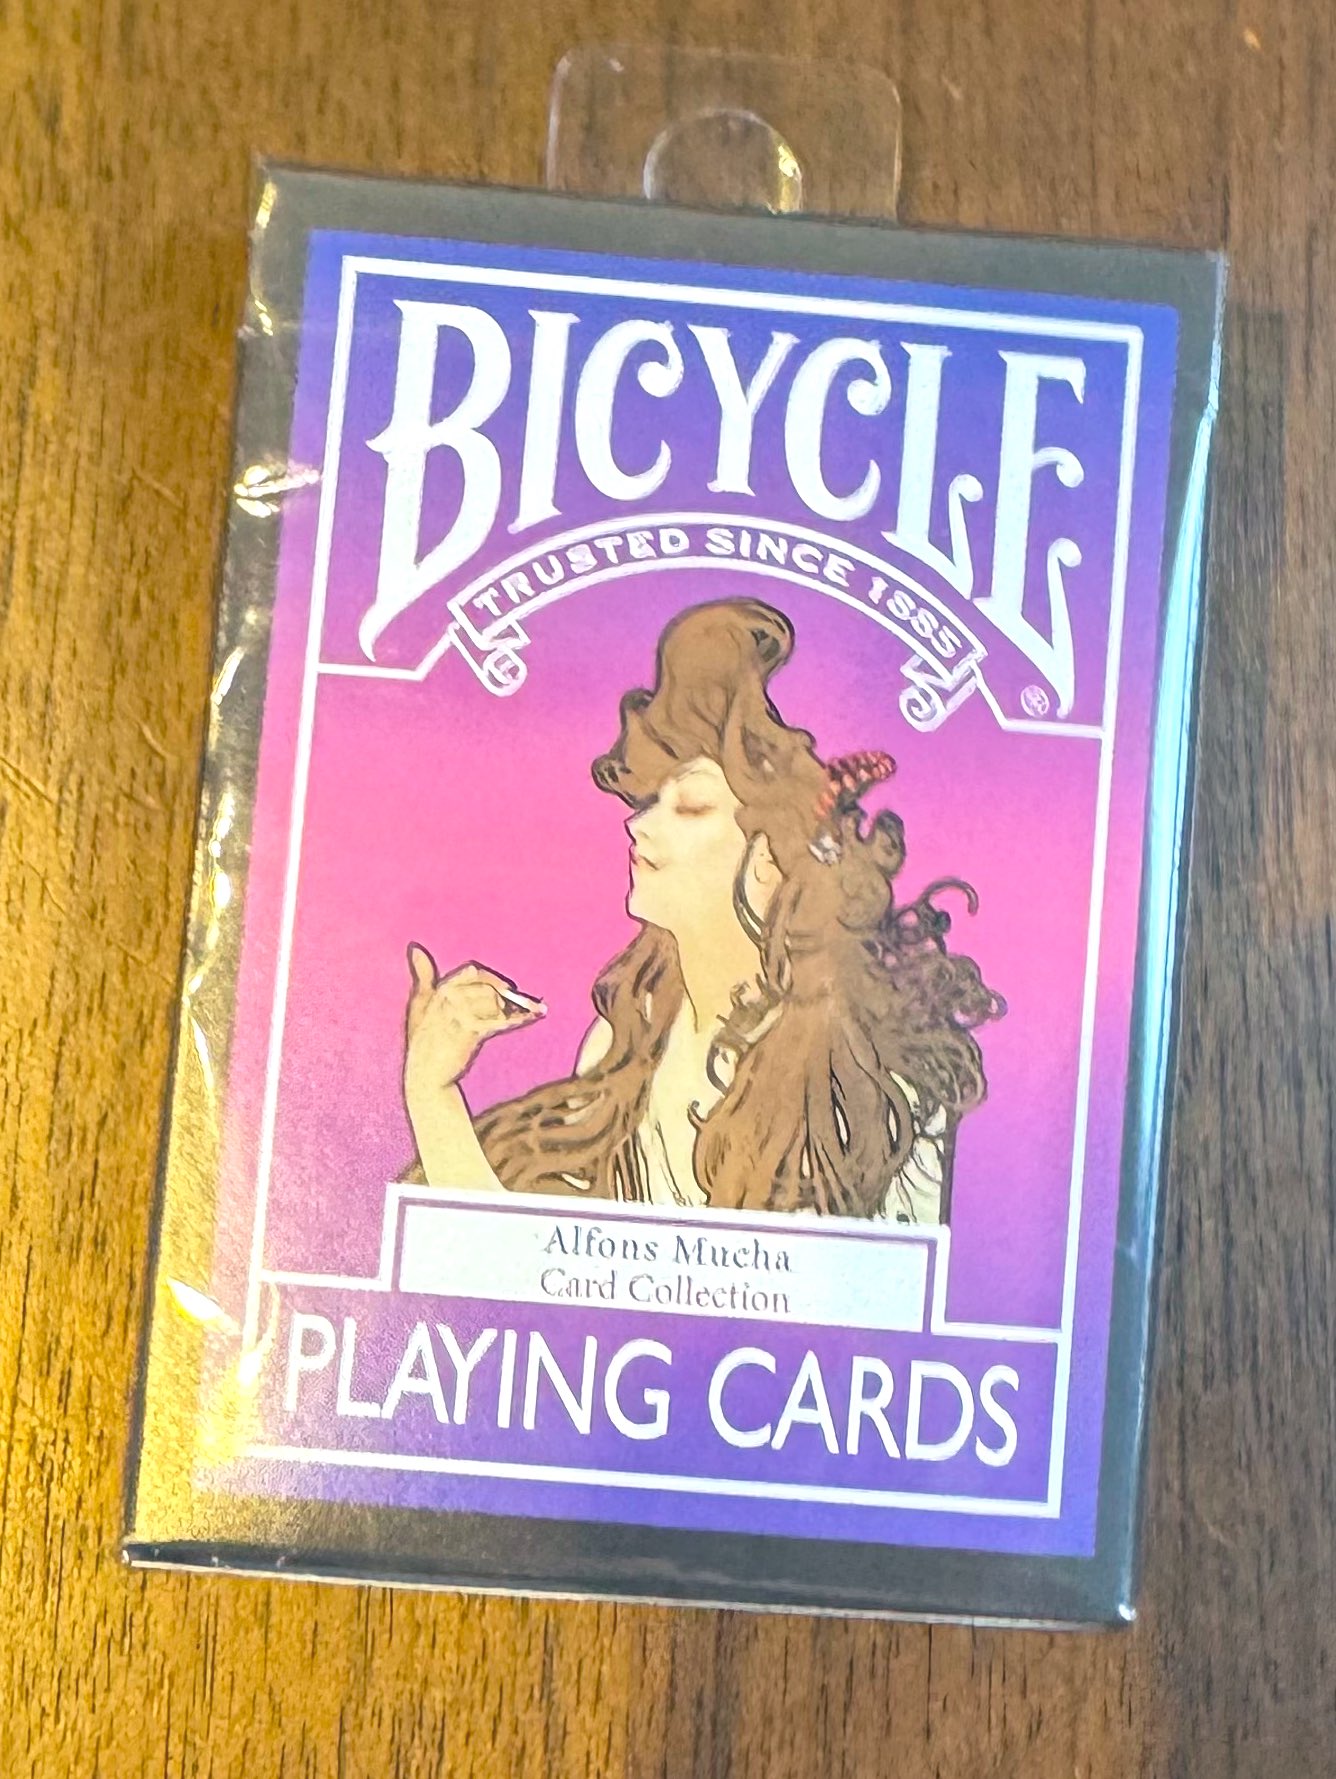 BICYCLE
TRUSTED SINCE 1885
®
Alfons Mucha
Card Collection
PLAYING CARDS